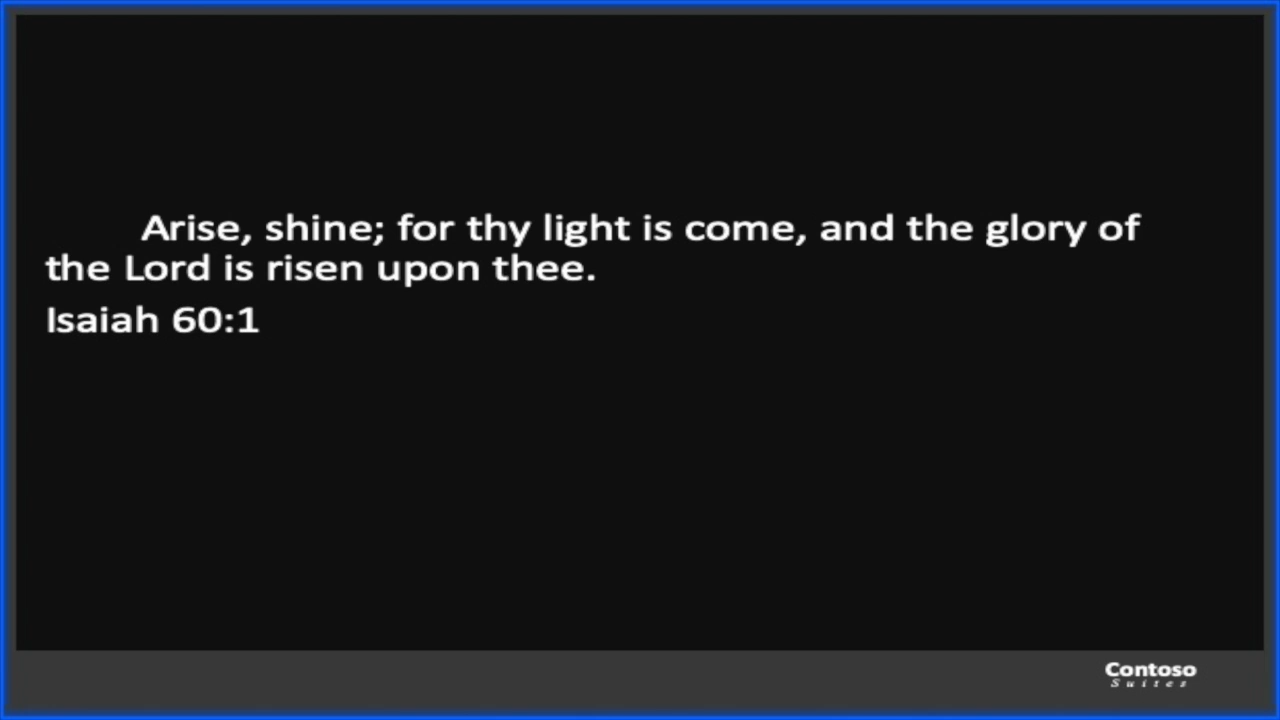 Arise, shine; for thy light is come, and the glory of
the Lord is risen upon thee.
Isaiah 60:1
Contoso
Suites